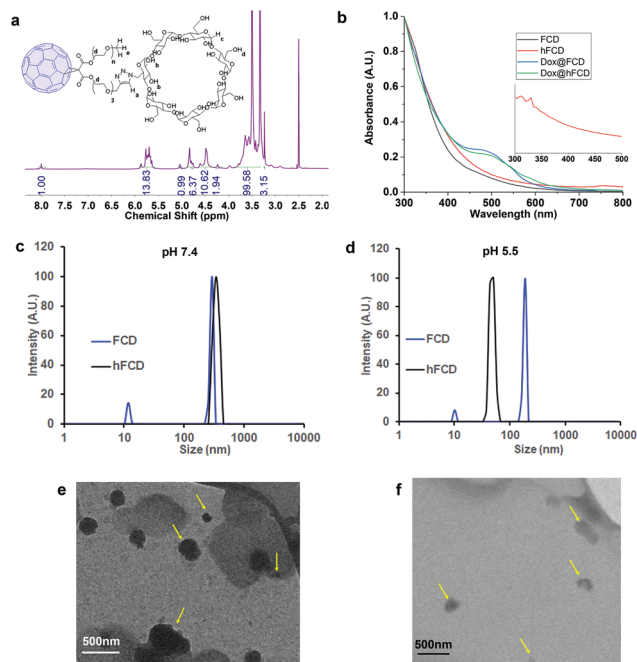 a
b
FCD
hFCD
Dox@FCD
Dox@hFCD
Absorbance (A.U.)
1.0
0.8
0.6
0.4
0.2
0.0
300 400 500 600 700 800
Wavelength (nm)
300 350 400 450 500
1.00
13.83
0.99
6.37
10.62
1.94
99.58
3.15
8.0 7.5 7.0 6.5 6.0 5.5 5.0 4.5 4.0 3.5 3.0 2.5 2.0
Chemical Shift (ppm)
c
pH 7.4
Intensity (A.U.)
120
100
80
60
40
20
0
FCD
hFCD
1 10 100 1000 10000
Size (nm)
d
pH 5.5
Intensity (A.U.)
120
100
80
60
40
20
0
FCD
hFCD
1 10 100 1000 10000
Size (nm)
e
500nm
f
500nm